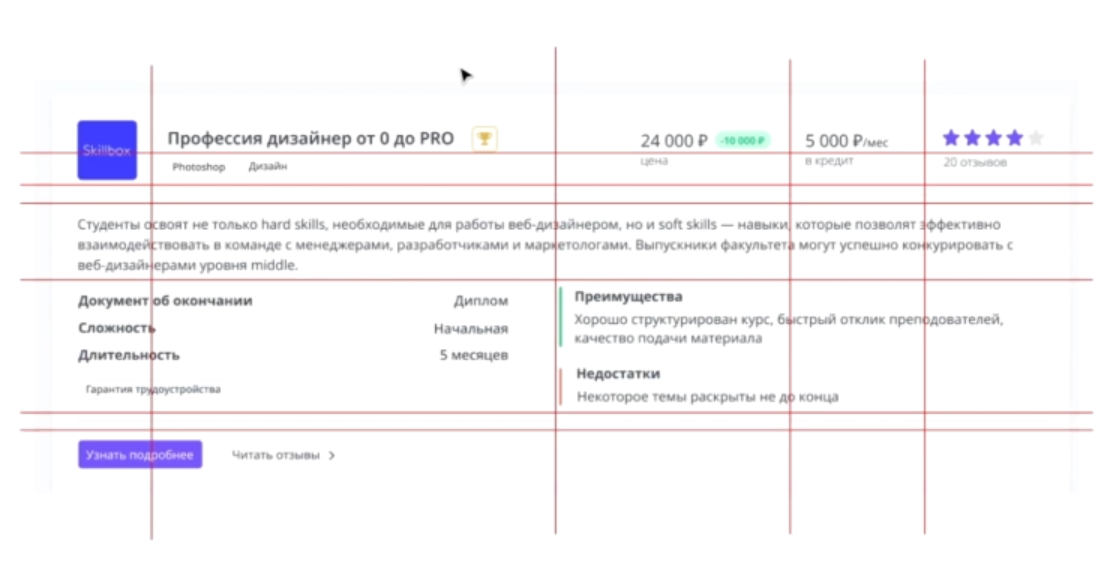 Skillbox
Профессия дизайнер от 0 до PRO
24 000 ₽ -10 000 ₽
5 000 ₽/мес
Photoshop Дизайн
цена
в кредит
20 отзывов
Студенты освоят не только hard skills, необходимые для работы веб-дизайнером, но и soft skills — навыки, которые позволят эффективно
взаимодействовать в команде с менеджерами, разработчиками и маркетологами. Выпускники факультета могут успешно конкурировать с
веб-дизайнерами уровня middle.
Документ об окончании Диплом
Сложность Начальная
Длительность 5 месяцев
Гарантия трудоустройства
Преимущества
Хорошо структурирован курс, быстрый отклик преподователей,
качество подачи материала
Недостатки
Некоторое темы раскрыты не до конца
Узнать подробнее Читать отзывы >